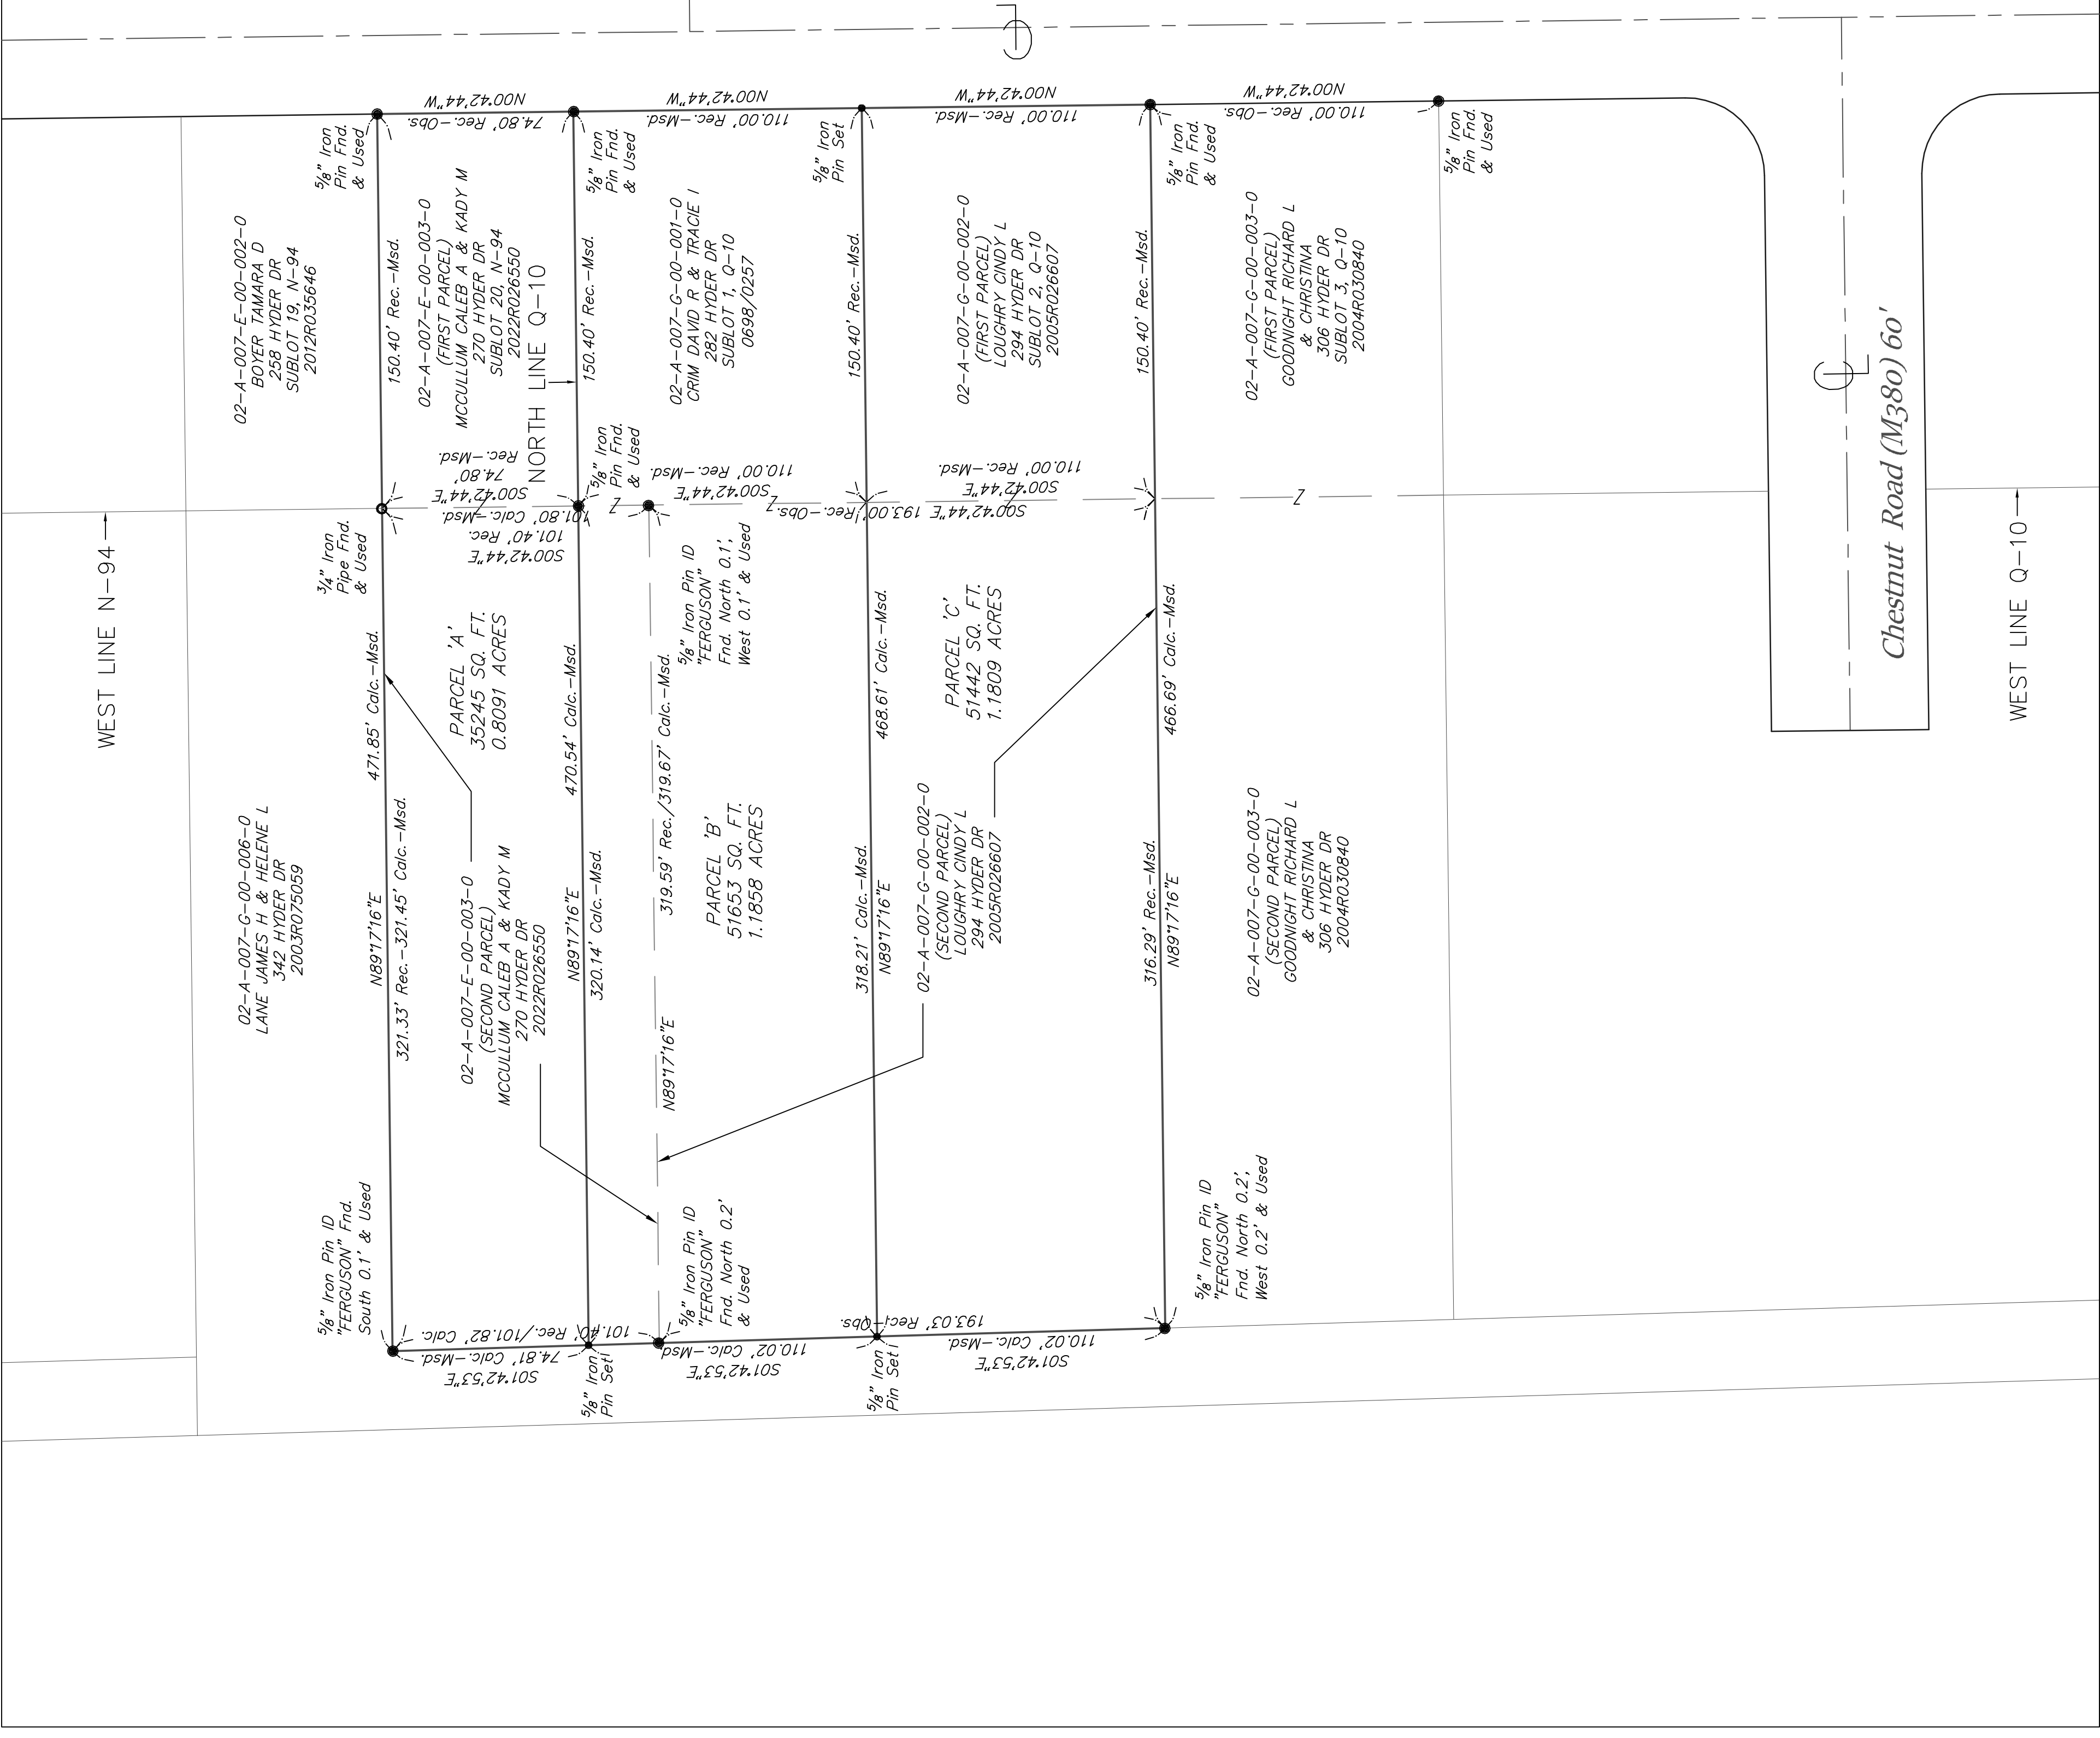 WEST LINE N-94
02-A-007-E-00-002-0
BOYER TAMARA D
258 HYDER DR
SUBLOT 19, N-94
2012R035646
02-A-007-G-00-006-0
LANE JAMES H & HELENE L
342 HYDER DR
2003R075059
5/8" Iron
Pin Fnd.
& Used
3/4" Iron
Pipe Fnd.
& Used
5/8" Iron Pin ID
"FERGUSON" Fnd.
South 0.1' & Used
150.40' Rec.-Msd.
471.85' Calc.-Msd.
N89°17'16"E
321.33' Rec.-321.45' Calc.-Msd.
N00°42'44"W
74.80' Rec.-Obs.
02-A-007-E-00-003-0
(FIRST PARCEL)
MCCULLUM CALEB A & KADY M
270 HYDER DR
SUBLOT 20, N-94
2022R026550
NORTH LINE Q-10
S00°42'44"E
74.80'
Rec.-Msd.
S00°42'44"E
101.40' Rec.
101.80' Calc.-Msd.
PARCEL 'A'
35245 SQ. FT.
0.8091 ACRES
02-A-007-E-00-003-0
(SECOND PARCEL)
MCCULLUM CALEB A & KADY M
270 HYDER DR
2022R026550
101.40' Rec./101.82' Calc.
S01°42'53"E
74.81' Calc.-Msd.
5/8" Iron
Pin Fnd.
& Used
150.40' Rec.-Msd.
5/8" Iron
Pin Fnd.
& Used
470.54' Calc.-Msd.
N89°17'16"E
320.14' Calc.-Msd.
5/8" Iron
Pin Set
N00°42'44"W
110.00' Rec.-Msd.
02-A-007-G-00-001-0
CRIM DAVID R & TRACIE I
282 HYDER DR
SUBLOT 1, Q-10
0698/0257
S00°42'44"E
110.00' Rec.-Msd.
5/8" Iron Pin ID
"FERGUSON"
Fnd. North 0.1',
West 0.1' & Used
319.59' Rec./319.67' Calc.-Msd.
N89°17'16"E
PARCEL 'B'
51653 SQ. FT.
1.1858 ACRES
5/8" Iron Pin ID
"FERGUSON"
Fnd. North 0.2'
& Used
S01°42'53"E
110.02' Calc.-Msd.
5/8" Iron
Pin Set
150.40' Rec.-Msd.
S00°42'44"E 193.00' Rec.-Obs.
468.61' Calc.-Msd.
318.21' Calc.-Msd.
N89°17'16"E
193.03' Rec.-Obs.
5/8" Iron
Pin Set
N00°42'44"W
110.00' Rec.-Msd.
02-A-007-G-00-002-0
(FIRST PARCEL)
LOUGHRY CINDY L
294 HYDER DR
SUBLOT 2, Q-10
2005R026607
S00°42'44"E
110.00' Rec.-Msd.
PARCEL 'C'
51442 SQ. FT.
1.1809 ACRES
02-A-007-G-00-002-0
(SECOND PARCEL)
LOUGHRY CINDY L
294 HYDER DR
2005R026607
S01°42'53"E
110.02' Calc.-Msd.
5/8" Iron
Pin Fnd.
& Used
150.40' Rec.-Msd.
466.69' Calc.-Msd.
316.29' Rec.-Msd.
N89°17'16"E
5/8" Iron Pin ID
"FERGUSON"
Fnd. North 0.2',
West 0.2' & Used
N00°42'44"W
110.00' Rec.-Obs.
02-A-007-G-00-003-0
(FIRST PARCEL)
GOODNIGHT RICHARD L
& CHRISTINA
306 HYDER DR
SUBLOT 3, Q-10
2004R030840
02-A-007-G-00-003-0
(SECOND PARCEL)
GOODNIGHT RICHARD L
& CHRISTINA
306 HYDER DR
2004R030840
5/8" Iron
Pin Fnd.
& Used
Chestnut Road (M380) 60'
WEST LINE Q-10